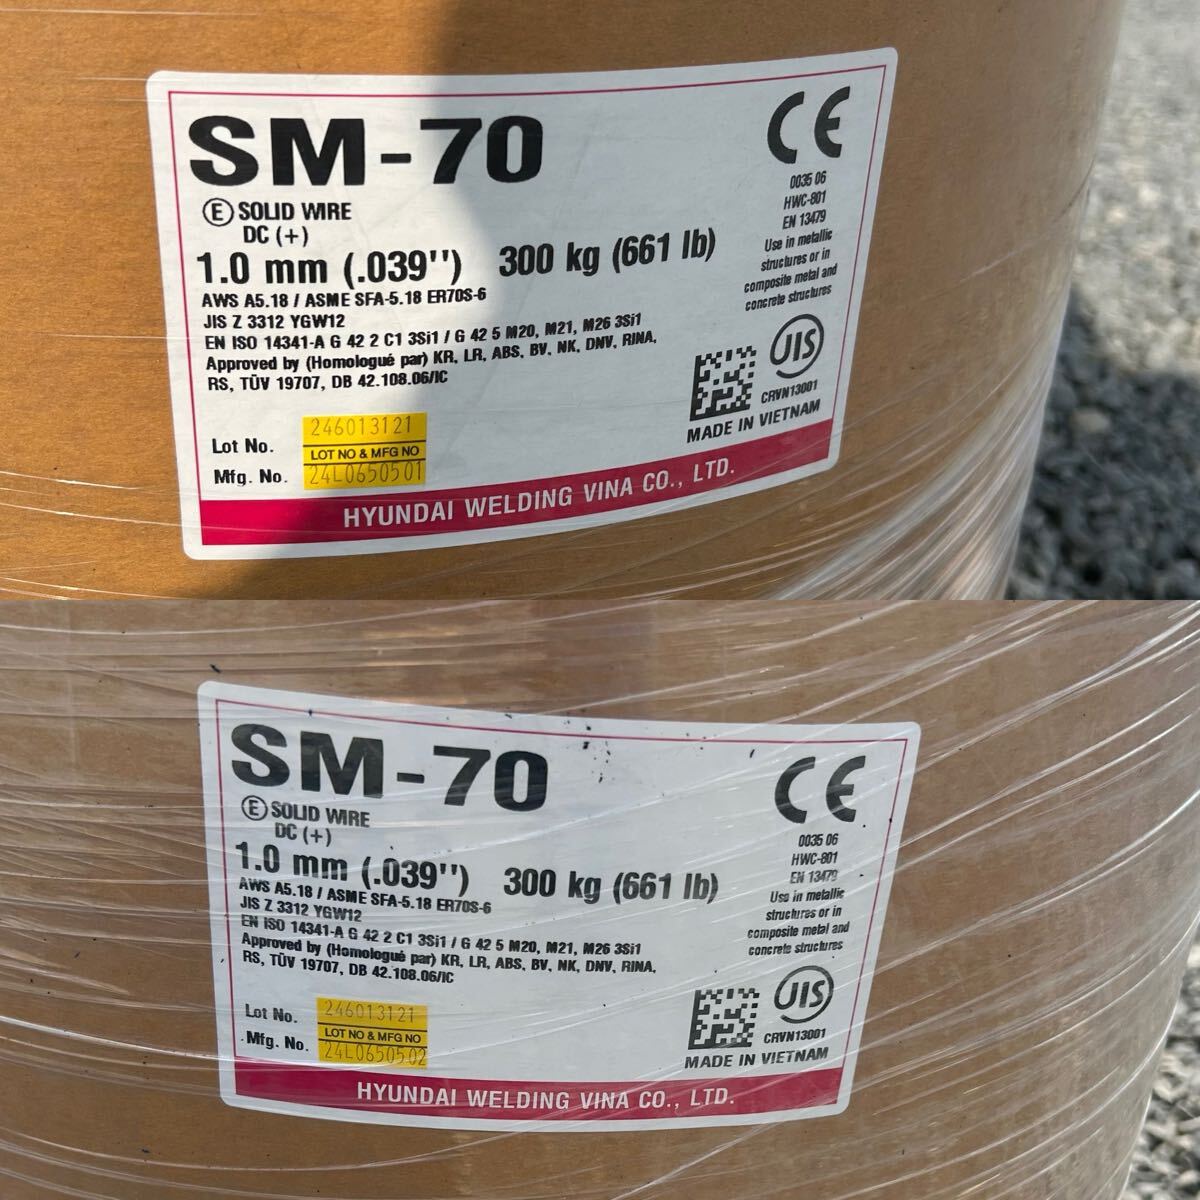 SM-70
CE
Ⓔ SOLID WIRE
DC (+)
1.0 mm (.039'') 300 kg (661 lb)
AWS A5.18 / ASME SFA-5.18 ER70S-6
JIS Z 3312 YGW12
EN ISO 14341-A G 42 2 C1 3Si1 / G 42 5 M20, M21, M26 3Si1
Approved by (Homologué par) KR, LR, ABS, BV, NK, DNV, RINA,
RS, TÜV 19707, DB 42.108.06/IC
0035 06
HWC-801
EN 13479
Use in metallic
structures or in
composite metal and
concrete structures
JIS
CRVN13001
MADE IN VIETNAM
Lot No. 246013121
LOT NO & MFG NO
Mfg. No. 24L0650501
HYUNDAI WELDING VINA CO., LTD.
SM-70
CE
Ⓔ SOLID WIRE
DC (+)
1.0 mm (.039'') 300 kg (661 lb)
AWS A5.18 / ASME SFA-5.18 ER70S-6
JIS Z 3312 YGW12
EN ISO 14341-A G 42 2 C1 3Si1 / G 42 5 M20, M21, M26 3Si1
Approved by (Homologué par) KR, LR, ABS, BV, NK, DNV, RINA,
RS, TÜV 19707, DB 42.108.06/IC
0035 06
HWC-801
EN 13479
Use in metallic
structures or in
composite metal and
concrete structures
JIS
CRVN13001
MADE IN VIETNAM
Lot No. 246013121
LOT NO & MFG NO
Mfg. No. 24L0650502
HYUNDAI WELDING VINA CO., LTD.